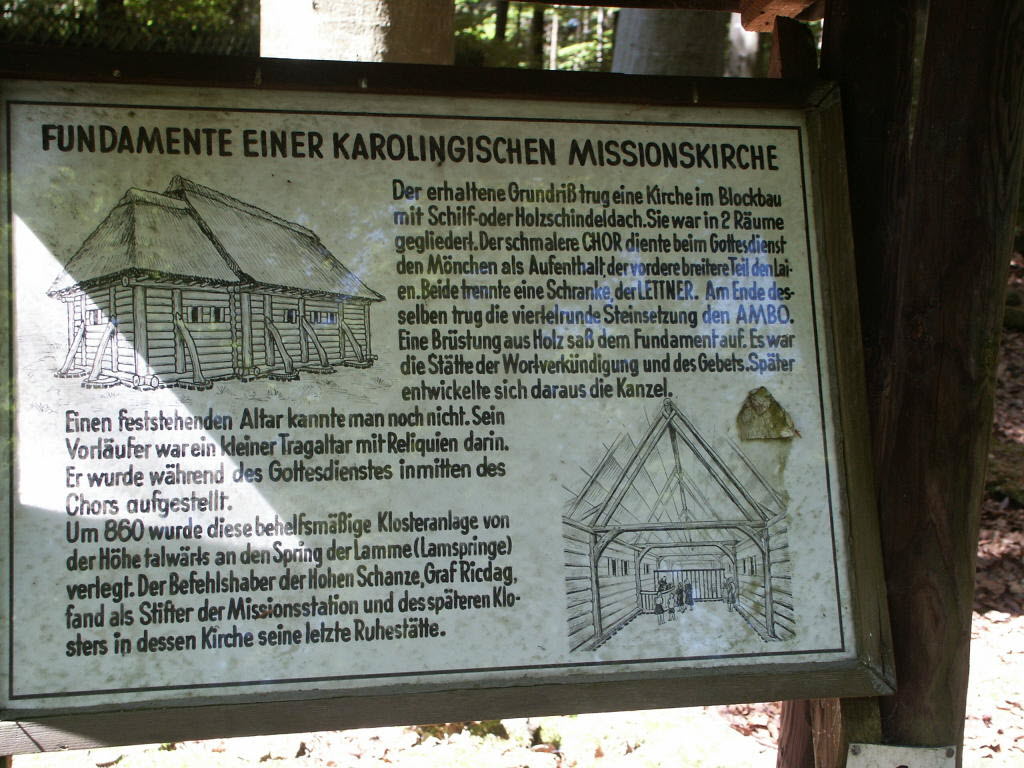 FUNDAMENTE EINER KAROLINGISCHEN MISSIONSKIRCHE
Der erhaltene Grundriß trug eine Kirche im Blockbau
mit Schilf-oder Holzschindeldach. Sie war in 2 Räume
gegliedert. Der schmalere CHOR diente beim Gottesdienst
den Mönchen als Aufenthalt, der vordere breitere Teil den Lai-
en. Beide trennte eine Schranke, der LETTNER. Am Ende des-
selben trug die viertelrunde Steinsetzung den AMBO.
Eine Brüstung aus Holz saß dem Fundament auf. Es war
die Stätte der Wortverkündigung und des Gebets. Später
entwickelte sich daraus die Kanzel.
Einen feststehenden Altar kannte man noch nicht. Sein
Vorläufer war ein kleiner Tragaltar mit Reliquien darin.
Er wurde während des Gottesdienstes inmitten des
Chors aufgestellt.
Um 860 wurde diese behelfsmäßige Klosteranlage von
der Höhe talwärts an den Spring der Lamme (Lamspringe)
verlegt. Der Befehlshaber der Hohen Schanze, Graf Ricdag,
fand als Stifter der Missionsstation und des späteren Klo-
sters in dessen Kirche seine letzte Ruhestätte.